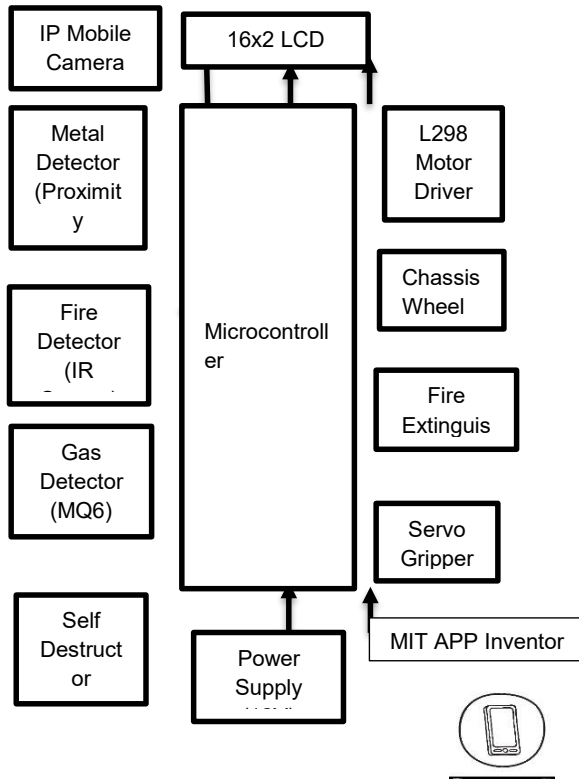 IP Mobile
Camera
16x2 LCD
Metal
Detector
(Proximit
y
L298
Motor
Driver
Fire
Detector
(IR
Microcontroll
er
Chassis
Wheel
Fire
Extinguis
Gas
Detector
(MQ6)
Servo
Gripper
Self
Destruct
or
Power
Supply
MIT APP Inventor